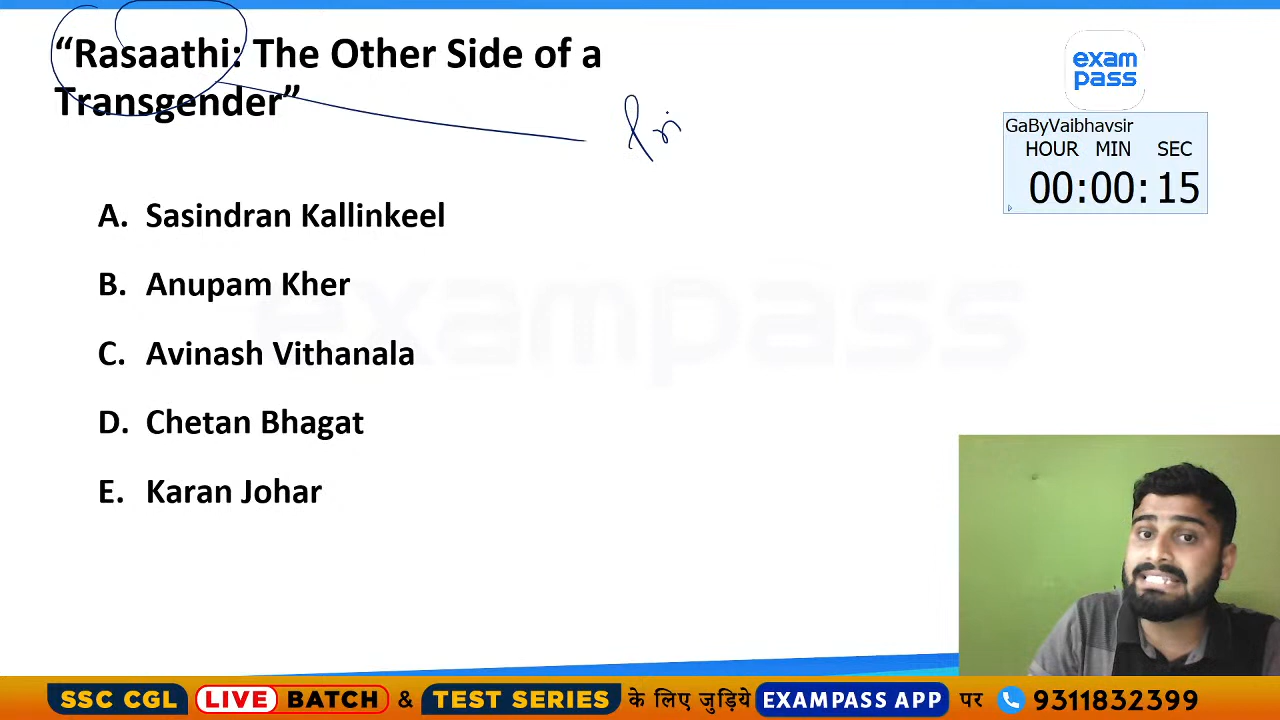 “Rasaathi: The Other Side of a
Transgender”
exam
pass
GaByVaibhavsir
HOUR MIN SEC
00:00:15
A. Sasindran Kallinkeel
B. Anupam Kher
C. Avinash Vithanala
D. Chetan Bhagat
E. Karan Johar
exampass
SSC CGL LIVE BATCH & TEST SERIES के लिए जुड़िये EXAMPASS APP पर 9311832399